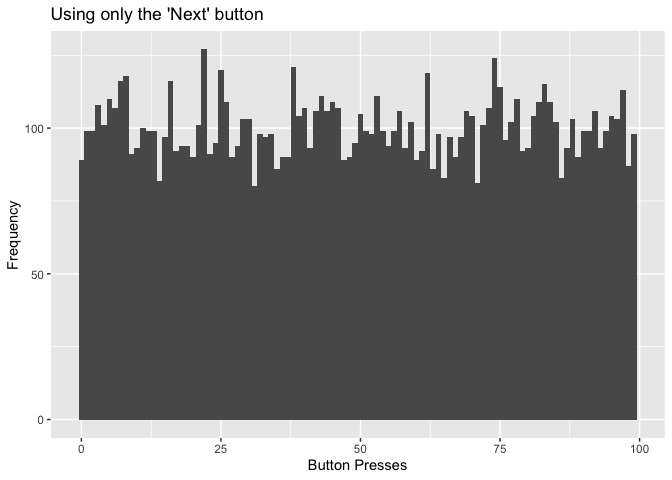 Using only the 'Next' button
100
50
0
Frequency
0 25 50 75 100
Button Presses